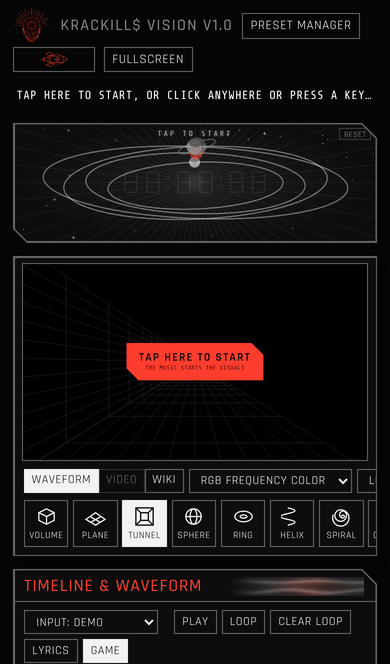 KRACKILL$ VISION V1.0 PRESET MANAGER
FULLSCREEN
TAP HERE TO START, OR CLICK ANYWHERE OR PRESS A KEY…
TAP TO START
RESET
TAP HERE TO START
THE MUSIC STARTS THE VISUALS
WAVEFORM VIDEO WIKI RGB FREQUENCY COLOR
VOLUME PLANE TUNNEL SPHERE RING HELIX SPIRAL
TIMELINE & WAVEFORM
INPUT: DEMO PLAY LOOP CLEAR LOOP
LYRICS GAME